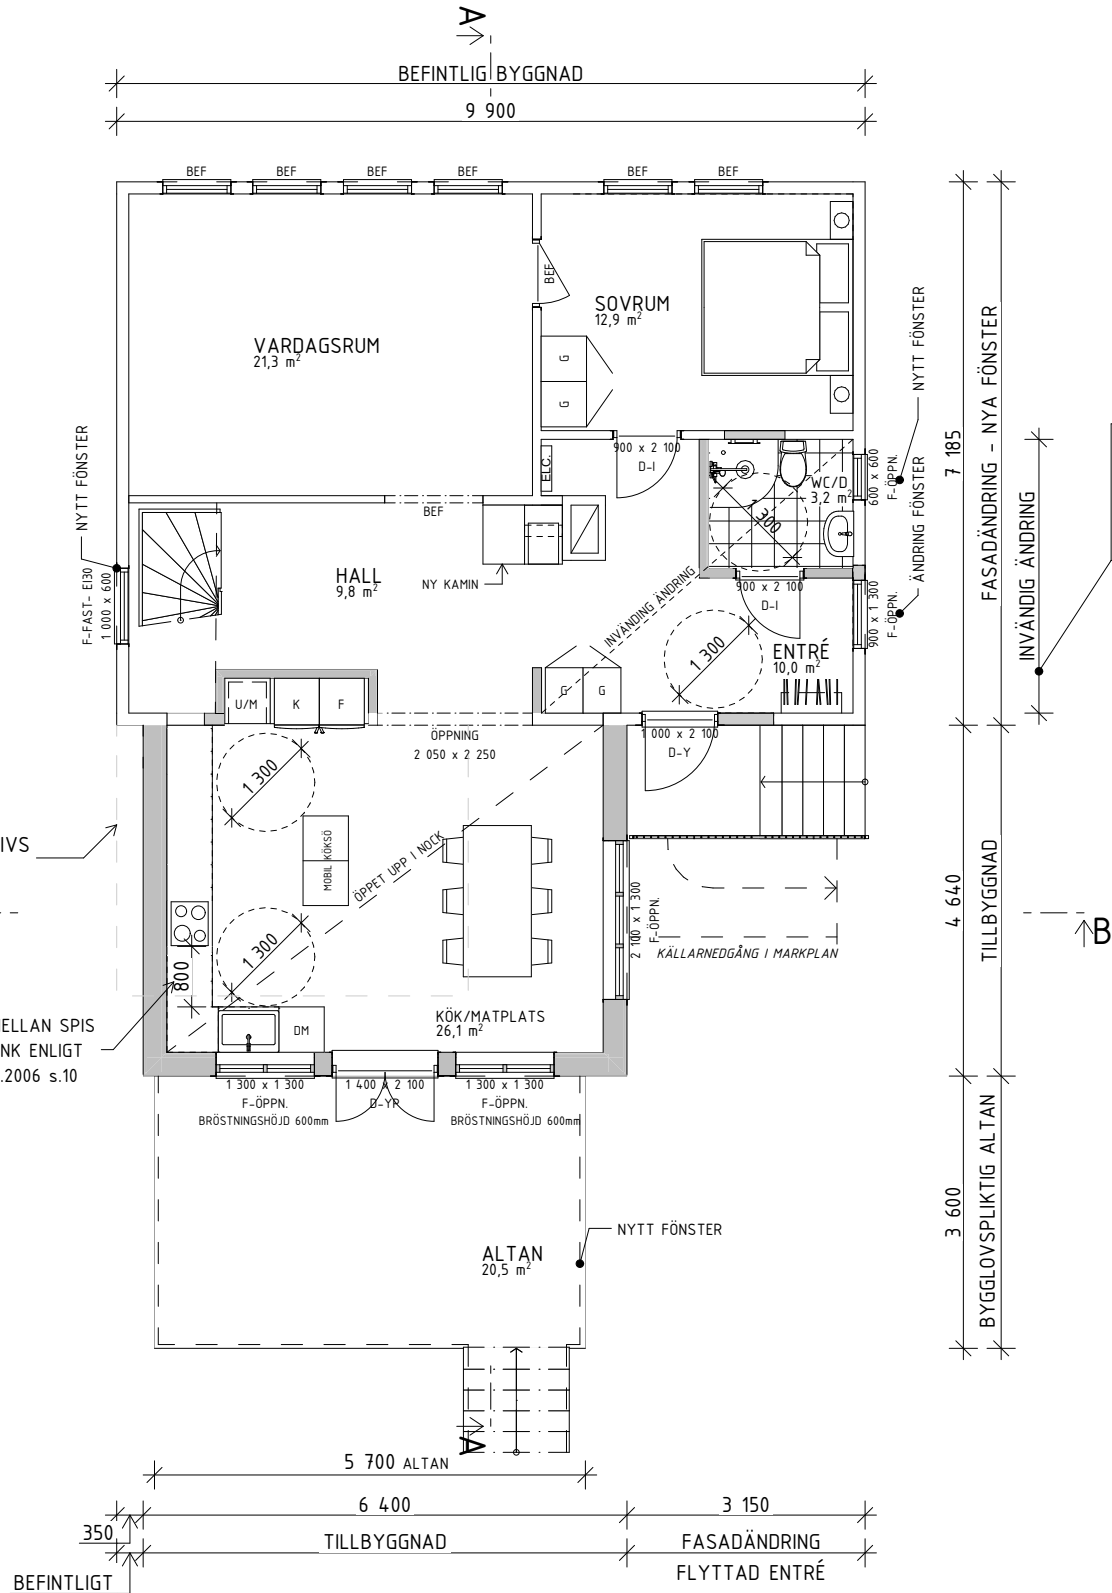 A
BEFINTLIG BYGGNAD
9 900
BEF
BEF
BEF
BEF
BEF
BEF
BEF
SOVRUM
12,9 m²
VARDAGSRUM
21,3 m²
G
G
NYTT FÖNSTER
NYTT FÖNSTER
7 185
FASADÄNDRING - NYA FÖNSTER
INVÄNDIG ÄNDRING
900 x 2 100
D-I
ELC.
WC/D
3,2 m²
1 300
600 x 600
F-ÖPPN.
ÄNDRING FÖNSTER
BEF
F-FAST- EI30
1 000 x 600
HALL
9,8 m²
NY KAMIN
INVÄNDING ÄNDRING
900 x 2 100
D-I
900 x 1 300
F-ÖPPN.
ENTRÉ
10,0 m²
1 300
U/M
K
F
G
G
ÖPPNING
2 050 x 2 250
1 000 x 2 100
D-Y
1 300
MOBIL KÖKSÖ
ÖPPET UPP I NOCK
IVS
2 100 x 1 300
F-ÖPPN.
4 640
TILLBYGGNAD
B
KÄLLARNEDGÅNG I MARKPLAN
1 300
800
KÖK/MATPLATS
26,1 m²
DM
MELLAN SPIS
NK ENLIGT
.2006 s.10
1 300 x 1 300
F-ÖPPN.
BRÖSTNINGSHÖJD 600mm
1 400 x 2 100
D-YP
1 300 x 1 300
F-ÖPPN.
BRÖSTNINGSHÖJD 600mm
3 600
BYGGLOVSPLIKTIG ALTAN
NYTT FÖNSTER
ALTAN
20,5 m²
A
5 700 ALTAN
6 400
3 150
350
TILLBYGGNAD
FASADÄNDRING
FLYTTAD ENTRÉ
BEFINTLIGT